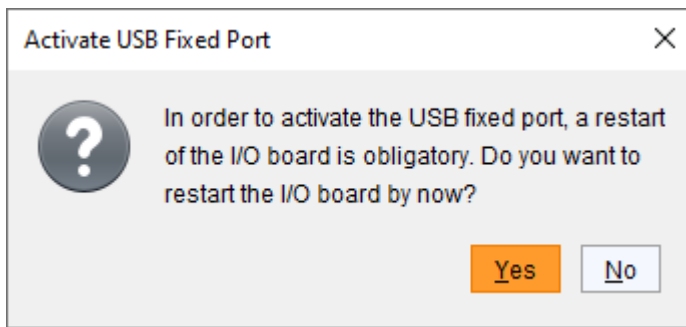 Activate USB Fixed Port
?
In order to activate the USB fixed port, a restart
of the I/O board is obligatory. Do you want to
restart the I/O board by now?
Yes No